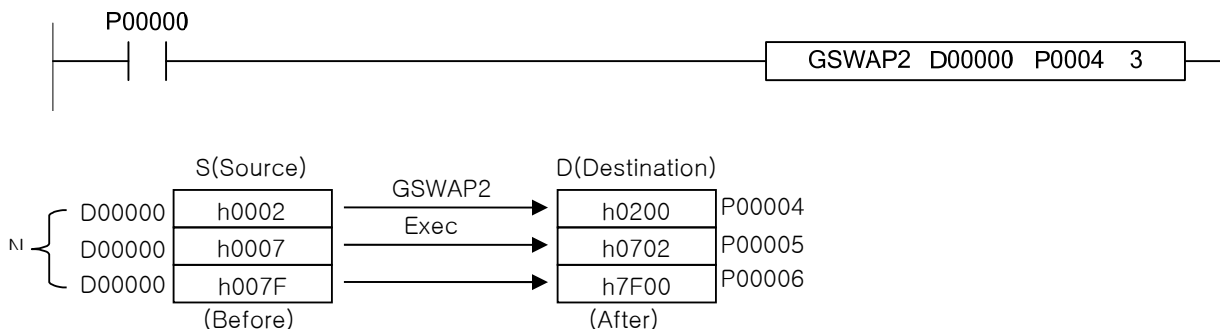 P00000
GSWAP2 D00000 P0004 3
S(Source) D(Destination)
GSWAP2
D00000 h0002 h0200 P00004
Exec
N D00000 h0007 h0702 P00005
D00000 h007F h7F00 P00006
(Before) (After)